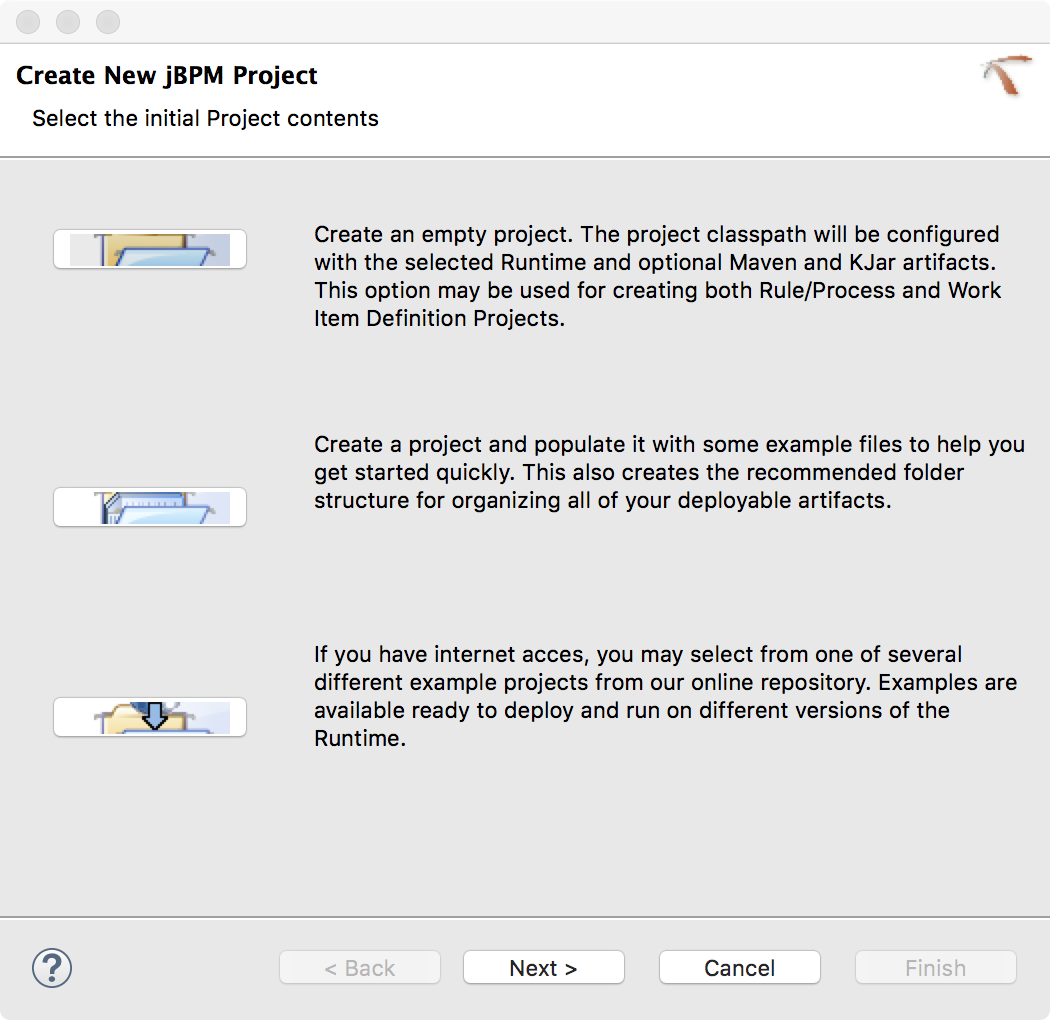 Create New jBPM Project
Select the initial Project contents
Create an empty project. The project classpath will be configured
with the selected Runtime and optional Maven and KJar artifacts.
This option may be used for creating both Rule/Process and Work
Item Definition Projects.
Create a project and populate it with some example files to help you
get started quickly. This also creates the recommended folder
structure for organizing all of your deployable artifacts.
If you have internet acces, you may select from one of several
different example projects from our online repository. Examples are
available ready to deploy and run on different versions of the
Runtime.
?
< Back
Next >
Cancel
Finish